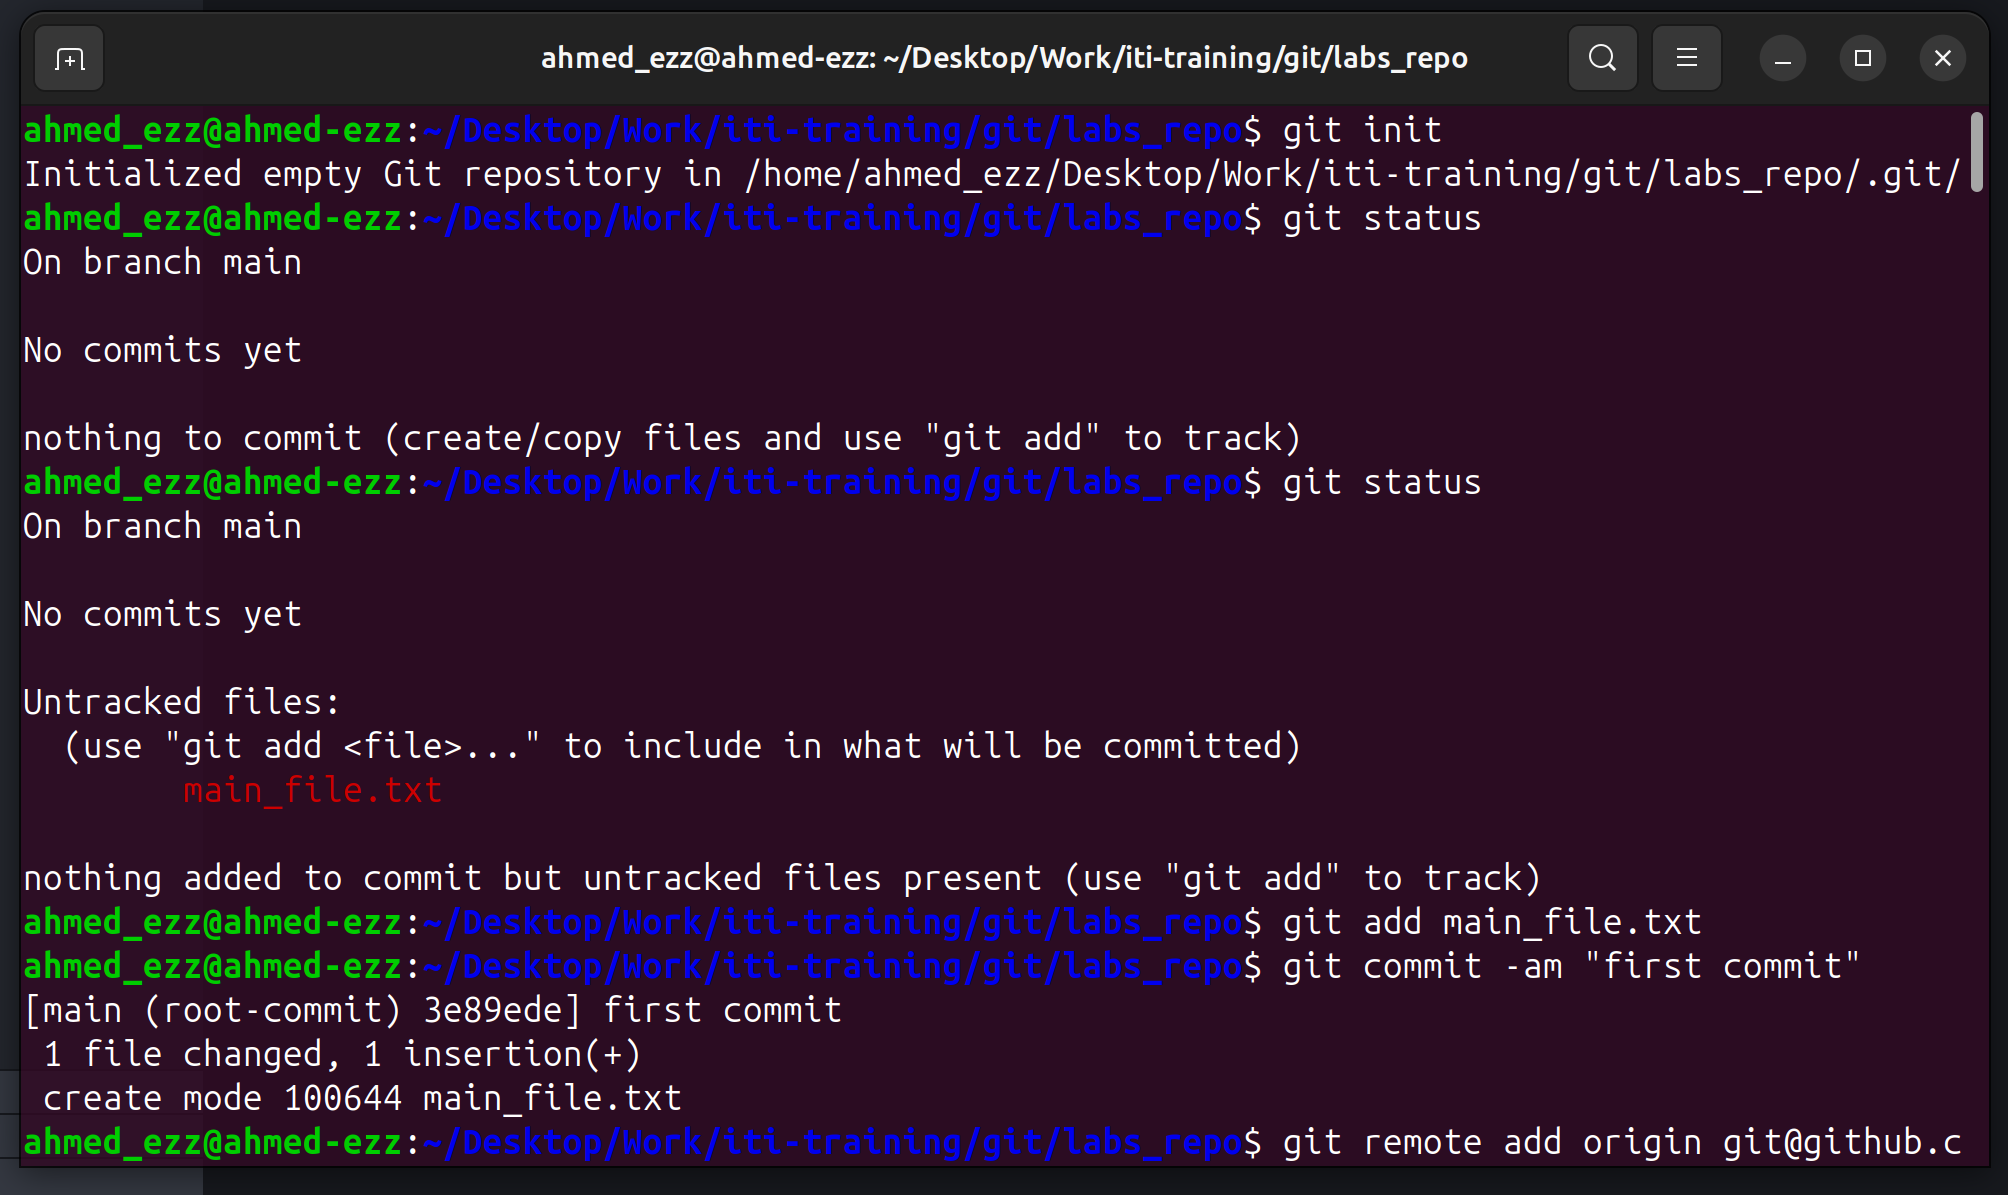 ahmed_ezz@ahmed-ezz: ~/Desktop/Work/iti-training/git/labs_repo
ahmed_ezz@ahmed-ezz:~/Desktop/Work/iti-training/git/labs_repo$ git init
Initialized empty Git repository in /home/ahmed_ezz/Desktop/Work/iti-training/git/labs_repo/.git/
ahmed_ezz@ahmed-ezz:~/Desktop/Work/iti-training/git/labs_repo$ git status
On branch main
No commits yet
nothing to commit (create/copy files and use "git add" to track)
ahmed_ezz@ahmed-ezz:~/Desktop/Work/iti-training/git/labs_repo$ git status
On branch main
No commits yet
Untracked files:
  (use "git add <file>..." to include in what will be committed)
        main_file.txt
nothing added to commit but untracked files present (use "git add" to track)
ahmed_ezz@ahmed-ezz:~/Desktop/Work/iti-training/git/labs_repo$ git add main_file.txt
ahmed_ezz@ahmed-ezz:~/Desktop/Work/iti-training/git/labs_repo$ git commit -am "first commit"
[main (root-commit) 3e89ede] first commit
 1 file changed, 1 insertion(+)
 create mode 100644 main_file.txt
ahmed_ezz@ahmed-ezz:~/Desktop/Work/iti-training/git/labs_repo$ git remote add origin git@github.c